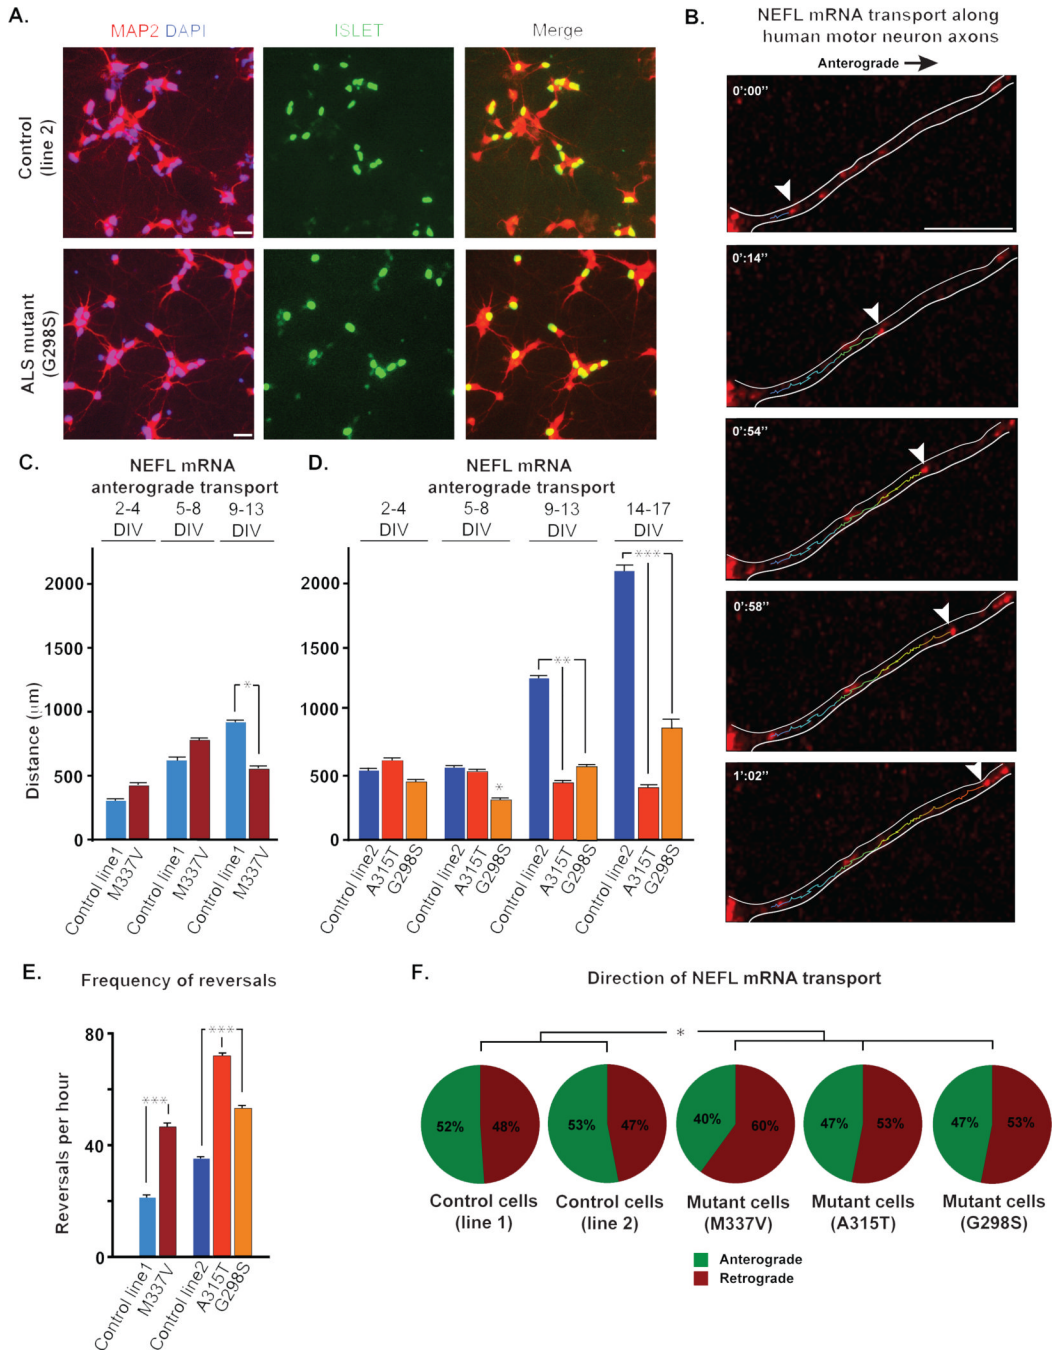 A.
MAP2 DAPI
ISLET
Merge
Control
(line 2)
ALS mutant
(G298S)
B.
NEFL mRNA transport along
human motor neuron axons
Anterograde
0':00''
0':14''
0':54''
0':58''
1':02''
C.
NEFL mRNA
anterograde transport
2-4
DIV
5-8
DIV
9-13
DIV
Distance (µm)
2000
1500
1000
500
0
*
Control line1
M337V
Control line1
M337V
Control line1
M337V
D.
NEFL mRNA
anterograde transport
2-4
DIV
5-8
DIV
9-13
DIV
14-17
DIV
2000
1500
1000
500
0
*
**
***
Control line2
A315T
G298S
Control line2
A315T
G298S
Control line2
A315T
G298S
Control line2
A315T
G298S
E.
Frequency of reversals
Reversals per hour
80
40
0
***
***
Control line1
M337V
Control line2
A315T
G298S
F.
Direction of NEFL mRNA transport
*
52% 48%
53% 47%
40% 60%
47% 53%
47% 53%
Control cells
(line 1)
Control cells
(line 2)
Mutant cells
(M337V)
Mutant cells
(A315T)
Mutant cells
(G298S)
Anterograde
Retrograde